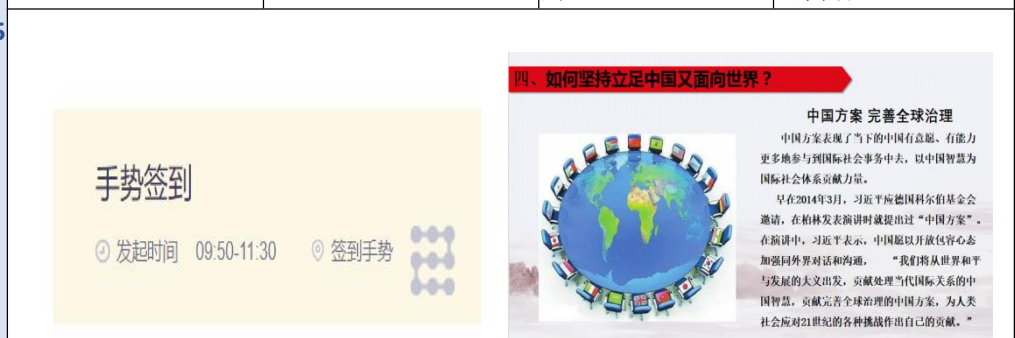 手势签到
发起时间 09:50-11:30 签到手势
四、如何坚持立足中国又面向世界？
中国方案 完善全球治理
中国方案表现了当下的中国有意愿、有能力
更多地参与到国际社会事务中去，以中国智慧为
国际社会体系贡献力量。
早在2014年3月，习近平应德国科尔伯基金会
邀请，在柏林发表演讲时就提出过“中国方案”。
在演讲中，习近平表示，中国愿以开放包容心态
加强同外界对话和沟通， “我们将从世界和平
与发展的大义出发，贡献处理当代国际关系的中
国智慧，贡献完善全球治理的中国方案，为人类
社会应对21世纪的各种挑战作出自己的贡献。”